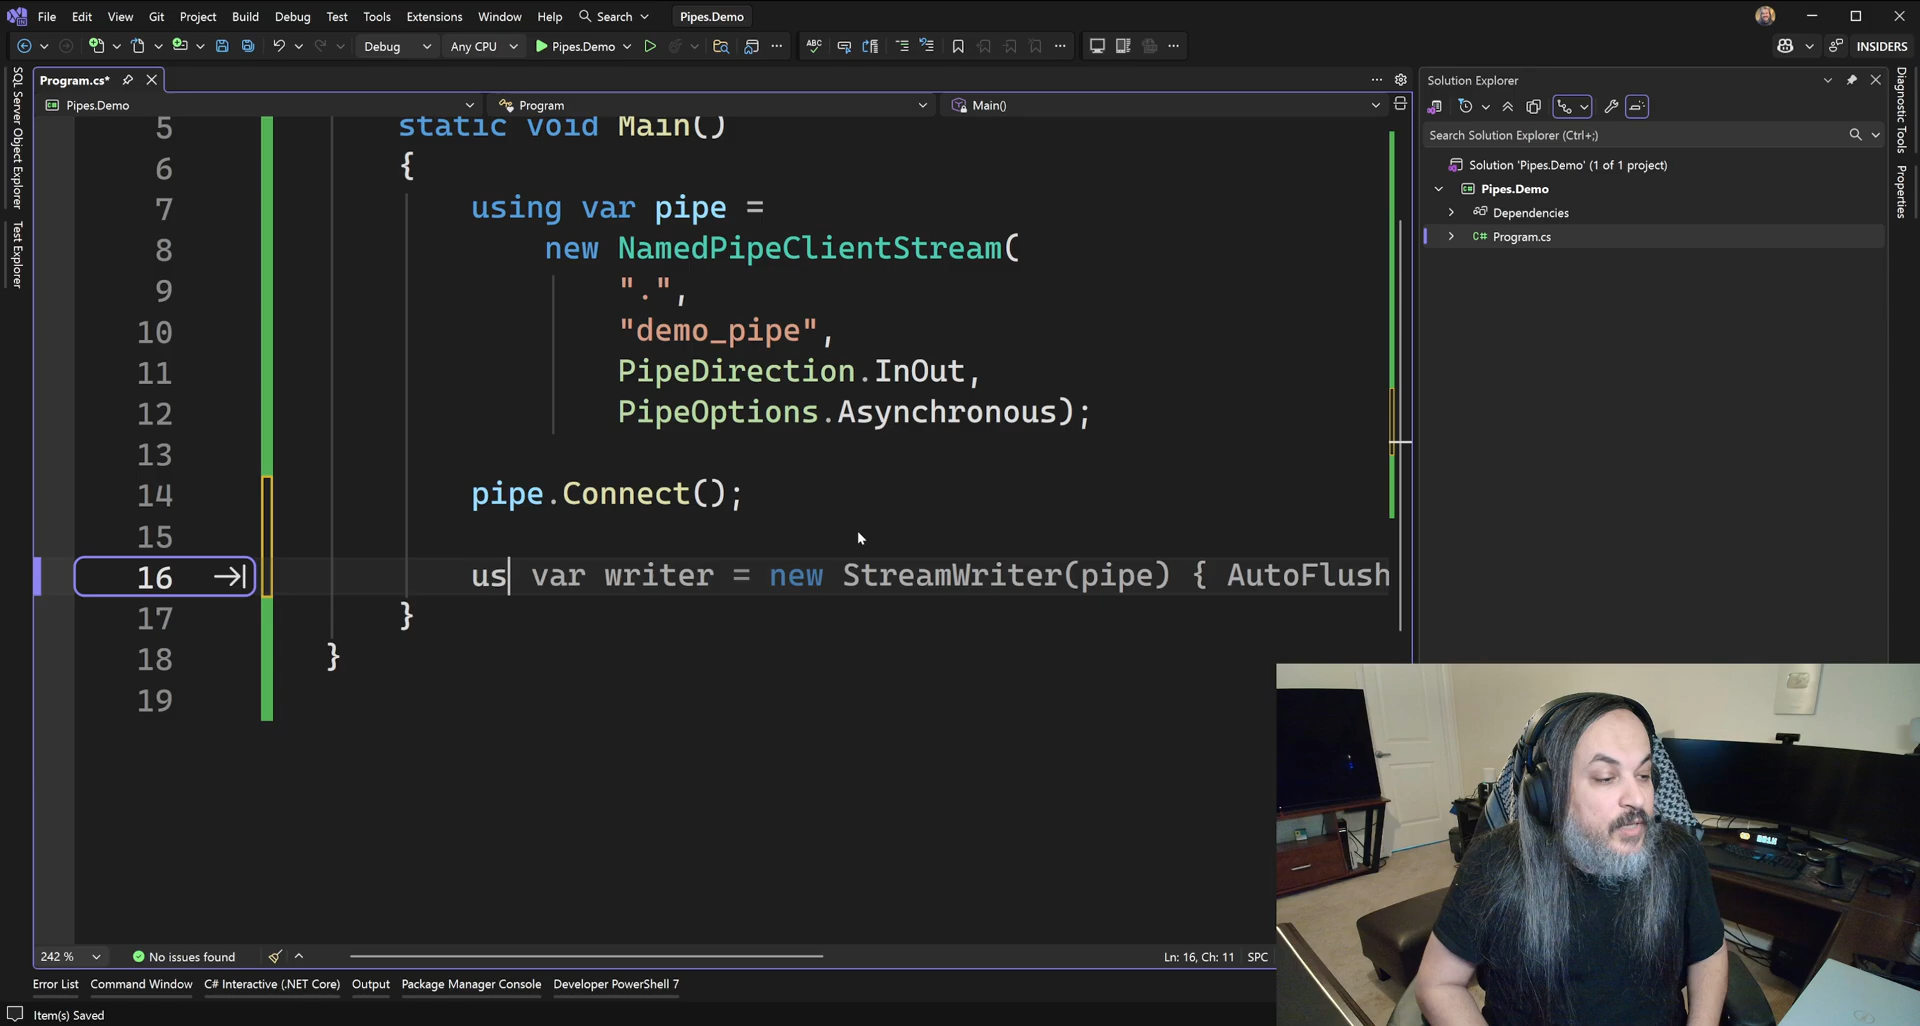 File Edit View Git Project Build Debug Test Tools Extensions Window Help Search Pipes.Demo
Debug Any CPU Pipes.Demo INSIDERS
SQL Server Object Explorer
Test Explorer
Program.cs*
Pipes.Demo Program Main()
5 static void Main()
6 {
7 using var pipe =
8 new NamedPipeClientStream(
9 ".",
10 "demo_pipe",
11 PipeDirection.InOut,
12 PipeOptions.Asynchronous);
13
14 pipe.Connect();
15
16 us var writer = new StreamWriter(pipe) { AutoFlush
17 }
18 }
19
242 % No issues found Ln: 16, Ch: 11 SPC
Error List Command Window C# Interactive (.NET Core) Output Package Manager Console Developer PowerShell 7
Item(s) Saved
Solution Explorer
Search Solution Explorer (Ctrl+;)
Solution 'Pipes.Demo' (1 of 1 project)
Pipes.Demo
Dependencies
C# Program.cs
Diagnostic Tools
Properties